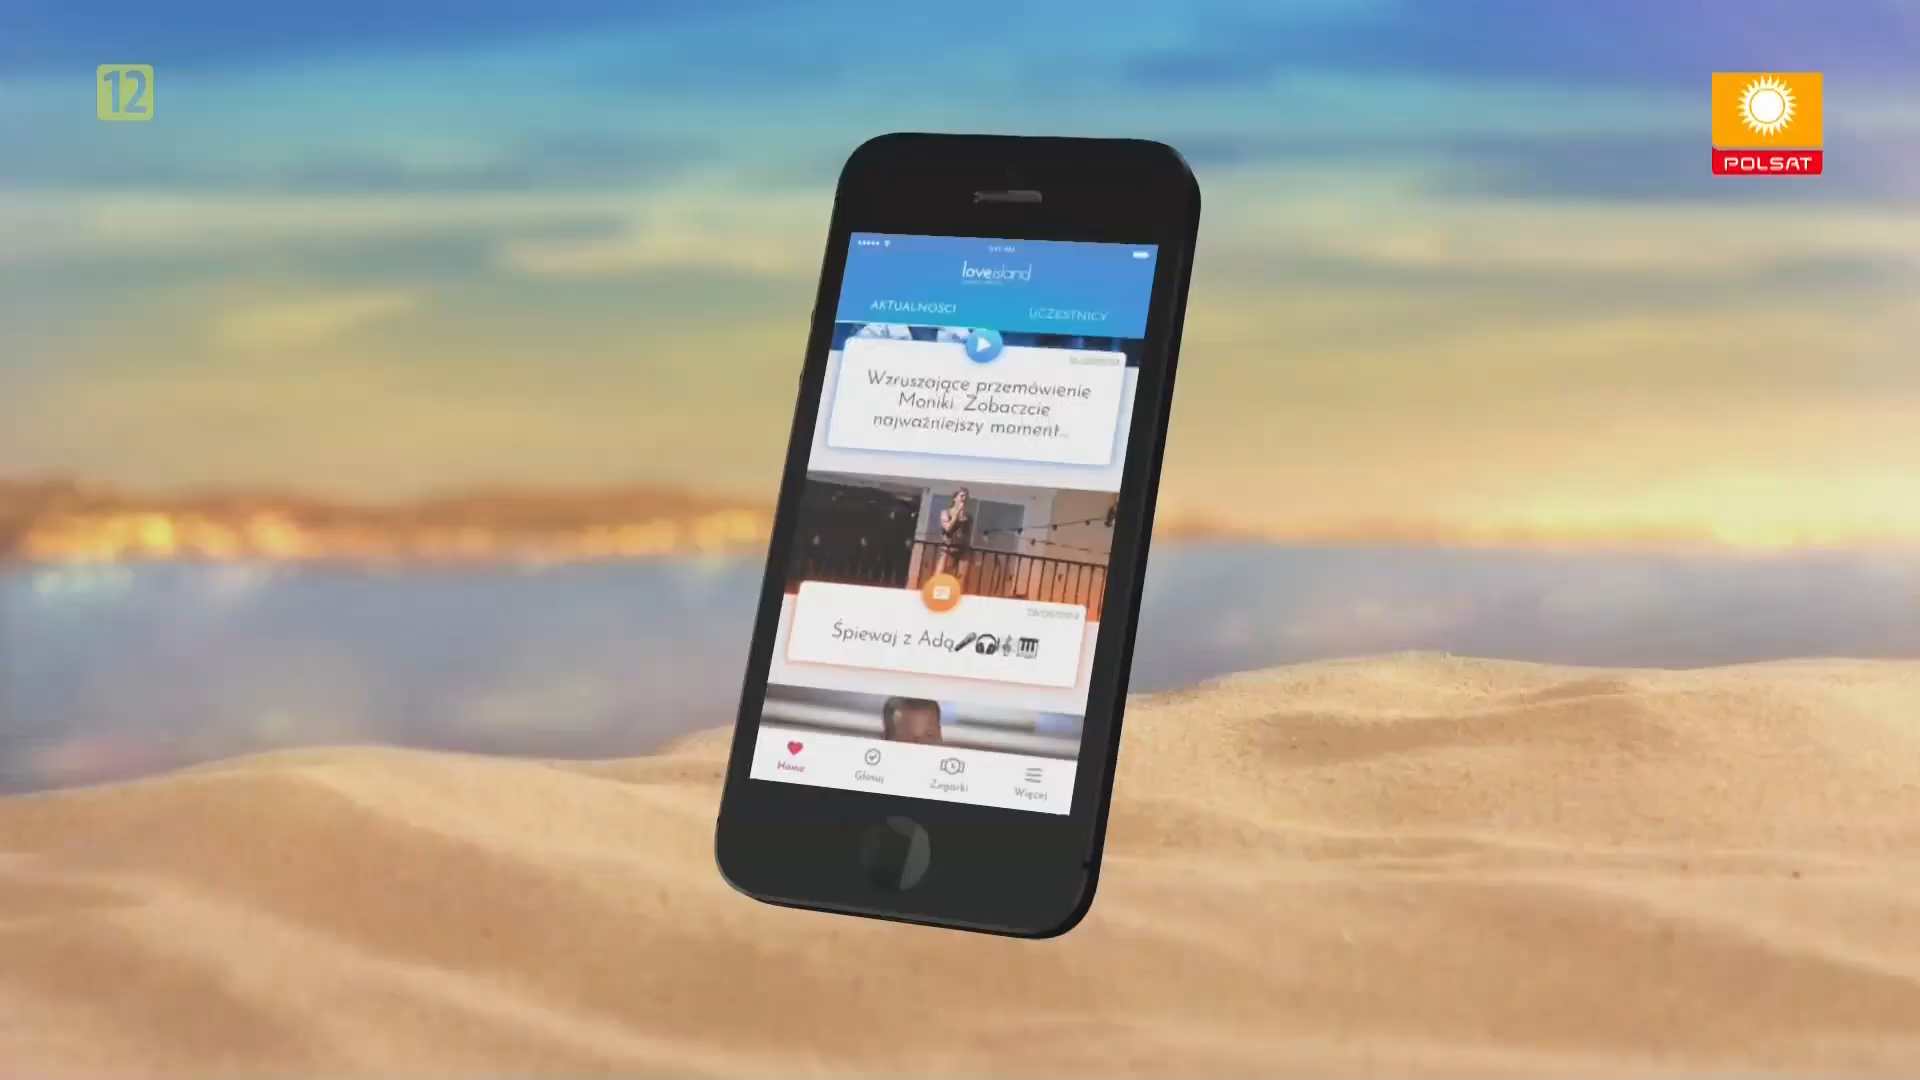 12
POLSAT
love island
AKTUALNOŚCI
UCZESTNICY
Wzruszające przemówienie
Moniki. Zobaczcie
najważniejszy moment...
Śpiewaj z Adą
Home
Głosuj
Zegarki
Więcej